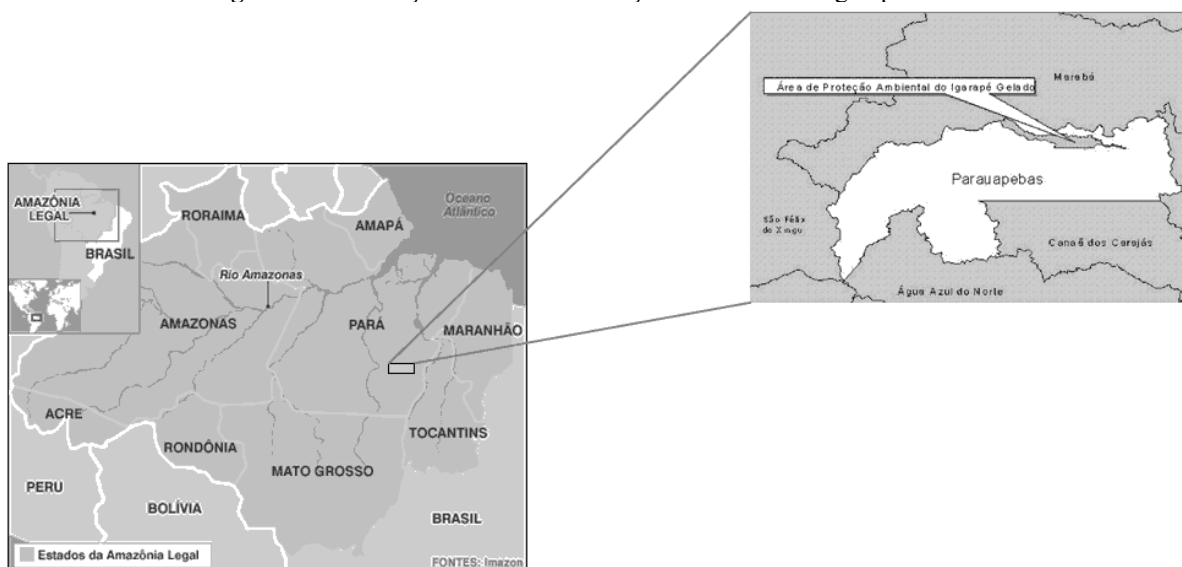 Marabá
Área de Proteção Ambiental do Igarapé Gelado
Parauapebas
São Félix
do Xingu
Canaã dos Carajás
Água Azul do Norte
AMAZÔNIA
LEGAL
BRASIL
RORAIMA
AMAPÁ
Oceano
Atlântico
Rio Amazonas
AMAZONAS
PARÁ
MARANHÃO
ACRE
RONDÔNIA
TOCANTINS
MATO GROSSO
PERU
BOLÍVIA
BRASIL
Estados da Amazônia Legal
FONTES: Imazon